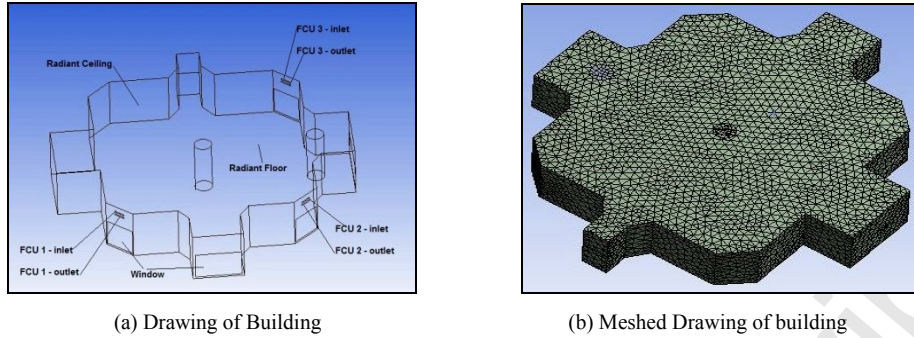 FCU 3 - inlet
FCU 3 - outlet
Radiant Ceiling
Radiant Floor
FCU 1 - inlet
FCU 1 - outlet
Window
FCU 2 - inlet
FCU 2 - outlet
(a) Drawing of Building
(b) Meshed Drawing of building